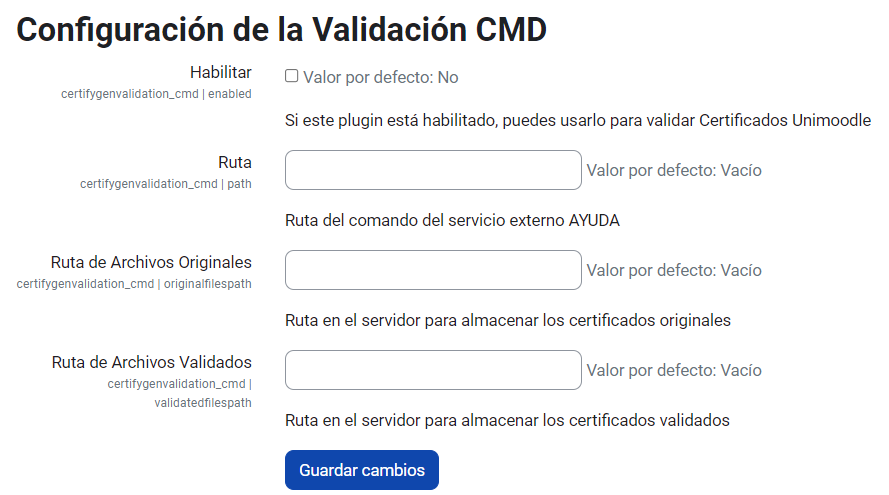 Configuración de la Validación CMD
Habilitar
certifygenvalidation_cmd | enabled
Valor por defecto: No
Si este plugin está habilitado, puedes usarlo para validar Certificados Unimoodle
Ruta
certifygenvalidation_cmd | path
Valor por defecto: Vacío
Ruta del comando del servicio externo AYUDA
Ruta de Archivos Originales
certifygenvalidation_cmd | originalfilespath
Valor por defecto: Vacío
Ruta en el servidor para almacenar los certificados originales
Ruta de Archivos Validados
certifygenvalidation_cmd |
validatedfilespath
Valor por defecto: Vacío
Ruta en el servidor para almacenar los certificados validados
Guardar cambios